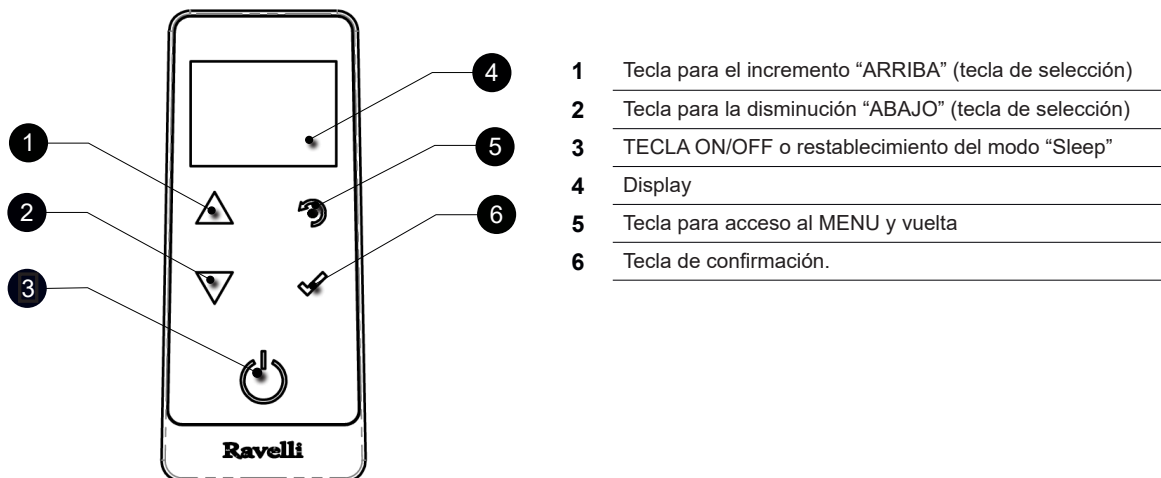 1
2
3
4
5
6
Ravelli
1 Tecla para el incremento “ARRIBA” (tecla de selección)
2 Tecla para la disminución “ABAJO” (tecla de selección)
3 TECLA ON/OFF o restablecimiento del modo “Sleep”
4 Display
5 Tecla para acceso al MENU y vuelta
6 Tecla de confirmación.